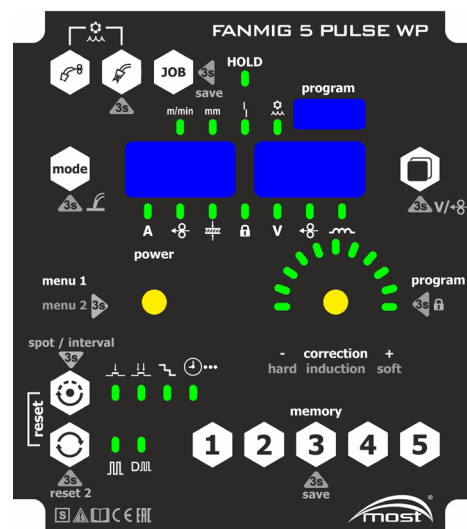 FANMIG 5 PULSE WP
HOLD
JOB
3s
save
3s
program
m/min
mm
mode
3s
3s
V/
A
V
power
menu 1
menu 2
3s
program
3s
spot / interval
3s
- correction +
hard induction soft
reset
memory
1 2 3 4 5
D
3s
reset 2
3s
save
S
CE EAC
most